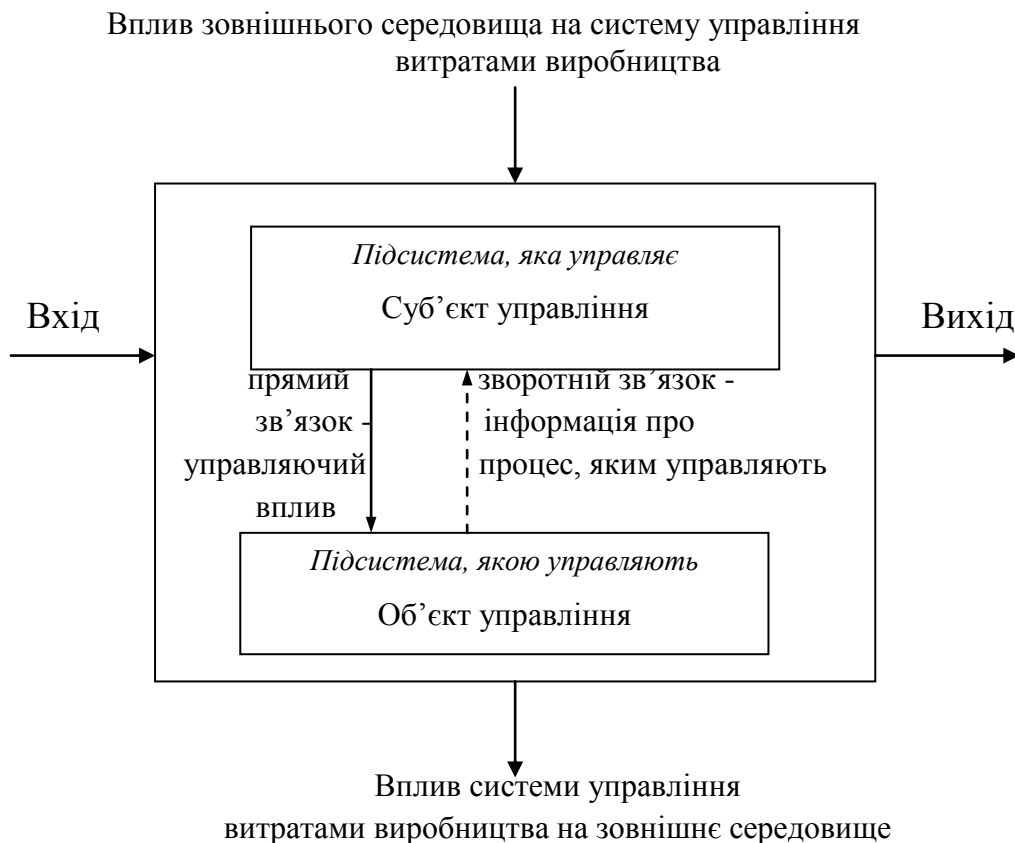 Вплив зовнішнього середовища на систему управління
витратами виробництва
Підсистема, яка управляє
Суб’єкт управління
Вхід
Вихід
прямий
зв’язок -
управляючий
вплив
зворотній зв’язок -
інформація про
процес, яким управляють
Підсистема, якою управляють
Об’єкт управління
Вплив системи управління
витратами виробництва на зовнішнє середовище